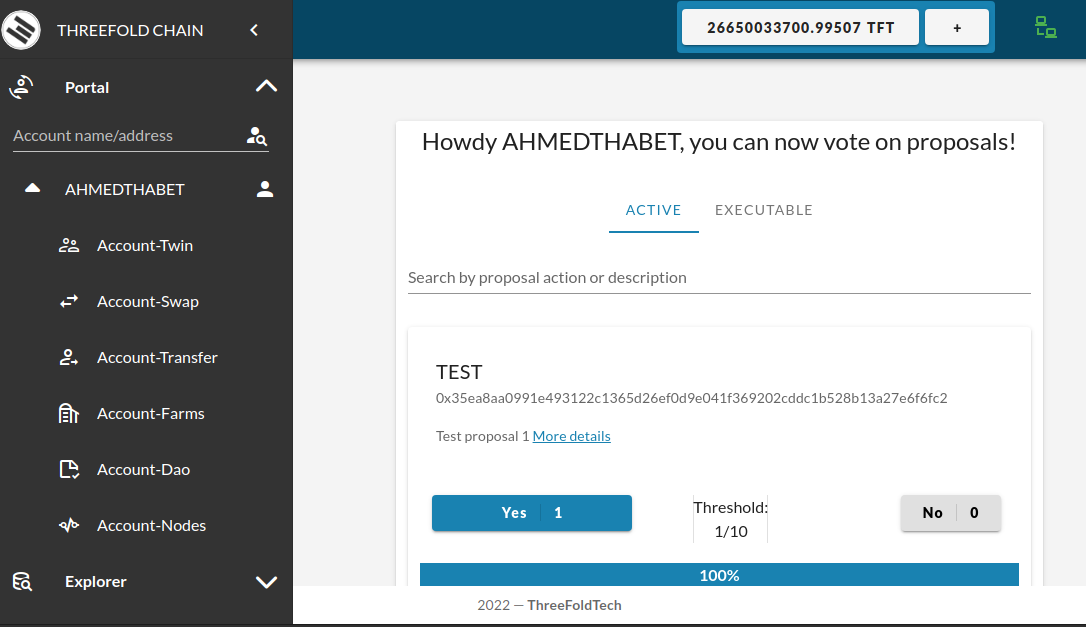 THREEFOLD CHAIN
26650033700.99507 TFT
+
Portal
Account name/address
AHMEDTHABET
Account-Twin
Account-Swap
Account-Transfer
Account-Farms
Account-Dao
Account-Nodes
Explorer
Howdy AHMEDTHABET, you can now vote on proposals!
ACTIVE EXECUTABLE
Search by proposal action or description
TEST
0x35ea8aa0991e493122c1365d26ef0d9e041f369202cddc1b528b13a27e6f6fc2
Test proposal 1 More details
Yes 1
Threshold:
1/10
No 0
100%
2022 — ThreeFoldTech